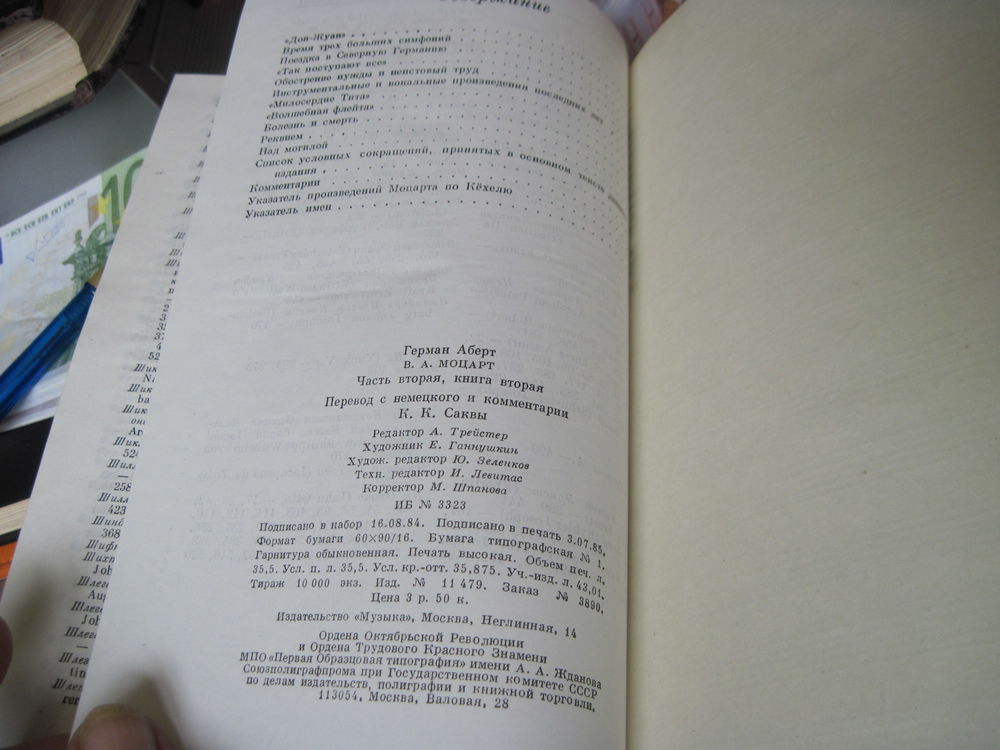 Содержание
«Дон-Жуан»
Время трех больших симфоний
Поездка в Северную Германию
«Так поступают все»
Обострение нужды и неистовый труд
Инструментальные и вокальные произведения последних лет
«Милосердие Тита»
«Волшебная флейта»
Болезнь и смерть
Реквием
Над могилой
Список условных сокращений, принятых в основном тексте
издания
Комментарии
Указатель произведений Моцарта по Кёхелю
Указатель имен
Герман Аберт
В. А. МОЦАРТ
Часть вторая, книга вторая
Перевод с немецкого и комментарии
К. К. Саквы
Редактор А. Трейстер
Художник Е. Ганнушкин
Худож. редактор Ю. Зеленков
Техн. редактор И. Левитас
Корректор М. Шпанова
ИБ № 3323
Подписано в набор 16.08.84. Подписано в печать 3.07.85.
Формат бумаги 60×90/16. Бумага типографская № 1.
Гарнитура обыкновенная. Печать высокая. Объем печ. л.
35,5. Усл. п. л. 35,5. Усл. кр.-отт. 35,875. Уч.-изд. л. 43,01.
Тираж 10 000 экз. Изд. № 11 479. Заказ № 3890.
Цена 3 р. 50 к.
Издательство «Музыка», Москва, Неглинная, 14
Ордена Октябрьской Революции
и Ордена Трудового Красного Знамени
МПО «Первая Образцовая типография» имени А. А. Жданова
Союзполиграфпрома при Государственном комитете СССР
по делам издательств, полиграфии и книжной торговли.
113054, Москва, Валовая, 28